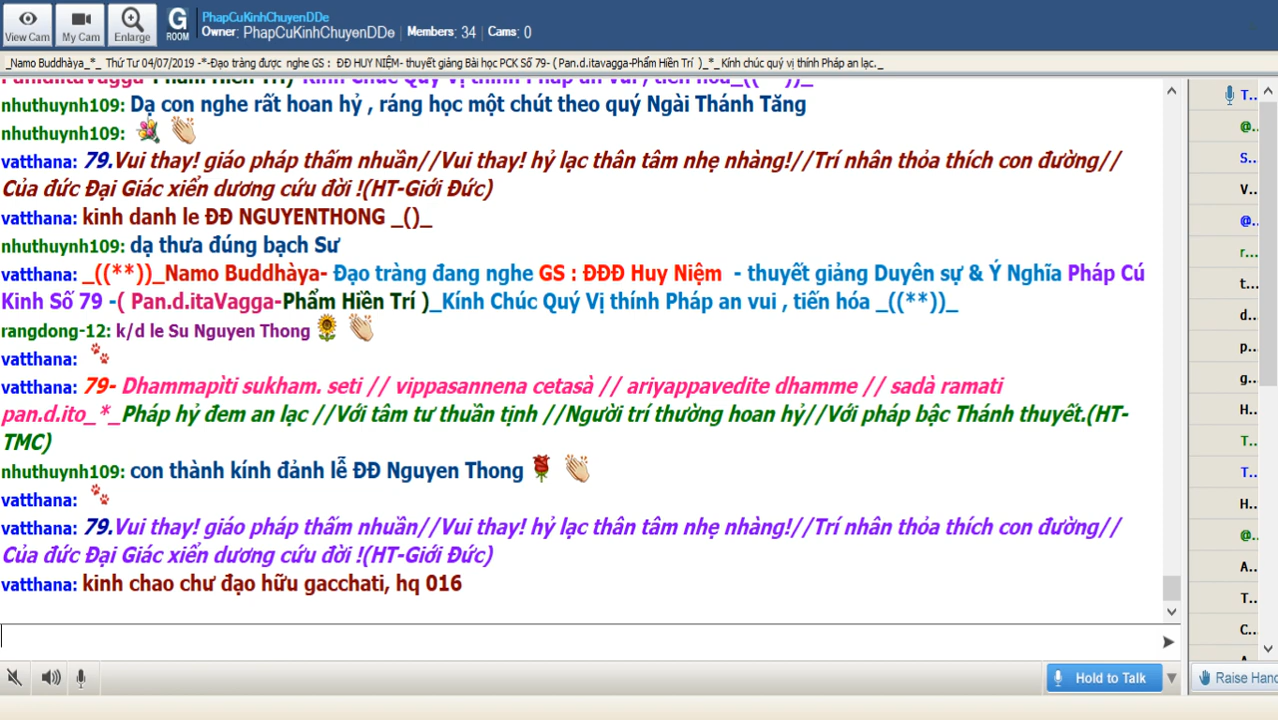 View Cam
My Cam
Enlarge
G
ROOM
PhapCuKinhChuyenDDe
Owner: PhapCuKinhChuyenDDe Members: 34 Cams: 0
_Namo Buddhàya_*_ Thứ Tư 04/07/2019 -*-Đạo tràng được nghe GS : ĐĐ HUY NIỆM- thuyết giảng Bài học PCK Số 79- ( Pan.d.itavagga-Phẩm Hiền Trí )_*_Kính chúc quý vị thính Pháp an lạc._
nhuthuynh109: Dạ con nghe rất hoan hỷ , ráng học một chút theo quý Ngài Thánh Tăng
nhuthuynh109:
vatthana: 79.Vui thay! giáo pháp thấm nhuần//Vui thay! hỷ lạc thân tâm nhẹ nhàng!//Trí nhân thỏa thích con đường//
Của đức Đại Giác xiển dương cứu đời !(HT-Giới Đức)
vatthana: kinh danh le ĐĐ NGUYENTHONG _()_
nhuthuynh109: dạ thưa đúng bạch Sư
vatthana: _((**))_Namo Buddhàya- Đạo tràng đang nghe GS : ĐĐĐ Huy Niệm - thuyết giảng Duyên sự & Ý Nghĩa Pháp Cú
Kinh Số 79 -( Pan.d.itaVagga-Phẩm Hiền Trí )_Kính Chúc Quý Vị thính Pháp an vui , tiến hóa _((**))_
rangdong-12: k/d le Su Nguyen Thong
vatthana:
vatthana: 79- Dhammapìti sukham. seti // vippasannena cetasà // ariyappavedite dhamme // sadà ramati
pan.d.ito_*_Pháp hỷ đem an lạc //Với tâm tư thuần tịnh //Người trí thường hoan hỷ//Với pháp bậc Thánh thuyết.(HT-
TMC)
nhuthuynh109: con thành kính đảnh lễ ĐĐ Nguyen Thong
vatthana:
vatthana: 79.Vui thay! giáo pháp thấm nhuần//Vui thay! hỷ lạc thân tâm nhẹ nhàng!//Trí nhân thỏa thích con đường//
Của đức Đại Giác xiển dương cứu đời !(HT-Giới Đức)
vatthana: kinh chao chư đạo hữu gacchati, hq 016
T..
@..
S..
V..
@..
r...
t...
d..
p..
g..
H..
T..
T..
H..
@..
A..
T..
C..
Hold to Talk
Raise Hand